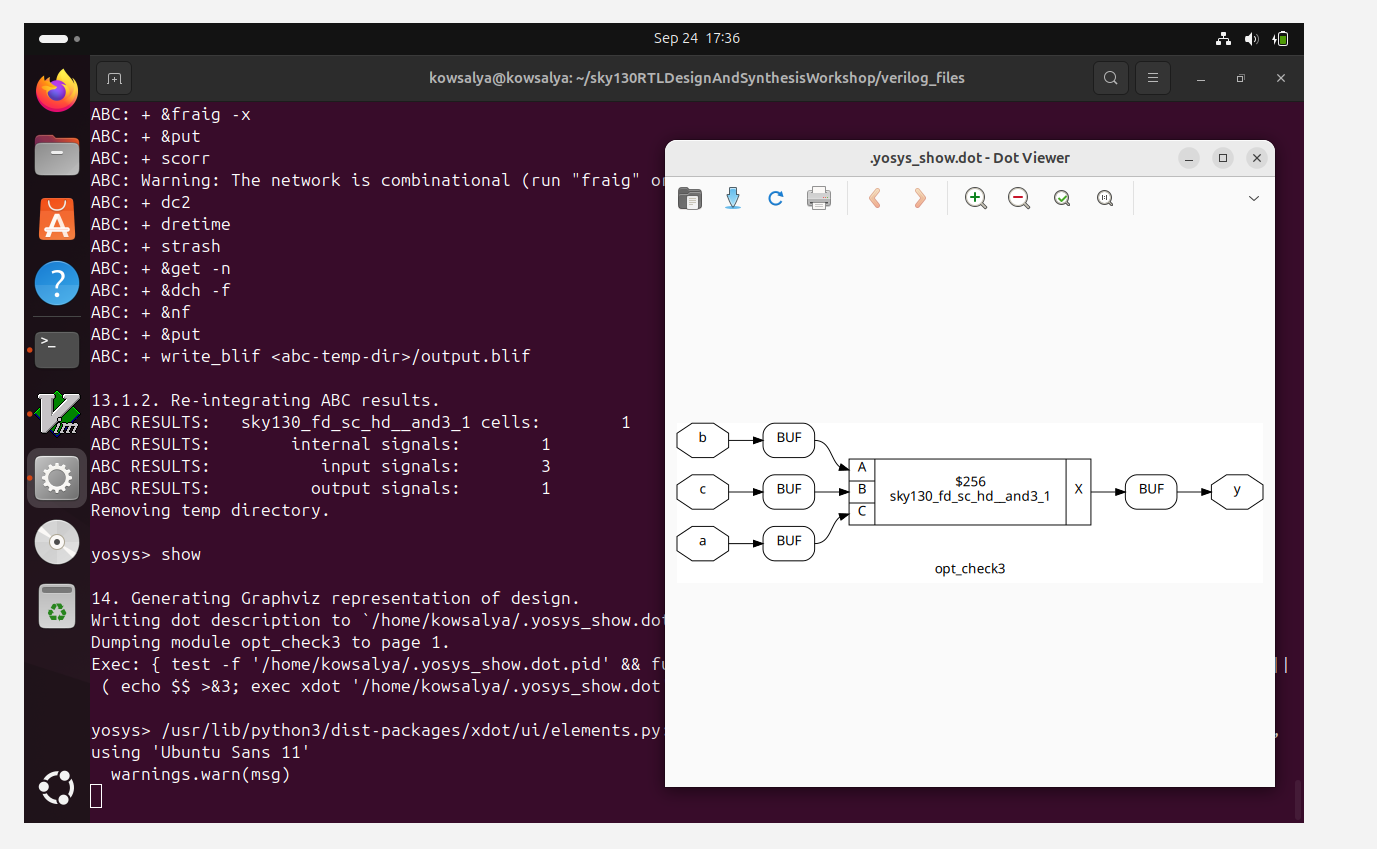 Sep 24 17:36
kowsalya@kowsalya: ~/sky130RTLDesignAndSynthesisWorkshop/verilog_files
ABC: + &fraig -x
ABC: + &put
ABC: + scorr
ABC: Warning: The network is combinational (run "fraig" or
ABC: + dc2
ABC: + dretime
ABC: + strash
ABC: + &get -n
ABC: + &dch -f
ABC: + &nf
ABC: + &put
ABC: + write_blif <abc-temp-dir>/output.blif
13.1.2. Re-integrating ABC results.
ABC RESULTS:   sky130_fd_sc_hd__and3_1 cells:        1
ABC RESULTS:        internal signals:        1
ABC RESULTS:           input signals:        3
ABC RESULTS:          output signals:        1
Removing temp directory.
yosys> show
14. Generating Graphviz representation of design.
Writing dot description to `/home/kowsalya/.yosys_show.dot
Dumping module opt_check3 to page 1.
Exec: { test -f '/home/kowsalya/.yosys_show.dot.pid' && fu ||
( echo $$ >&3; exec xdot '/home/kowsalya/.yosys_show.dot
yosys> /usr/lib/python3/dist-packages/xdot/ui/elements.py: ,
using 'Ubuntu Sans 11'
warnings.warn(msg)
.yosys_show.dot - Dot Viewer
b
BUF
c
BUF
a
BUF
A
B
C
$256
sky130_fd_sc_hd__and3_1
X
BUF
y
opt_check3
Vim